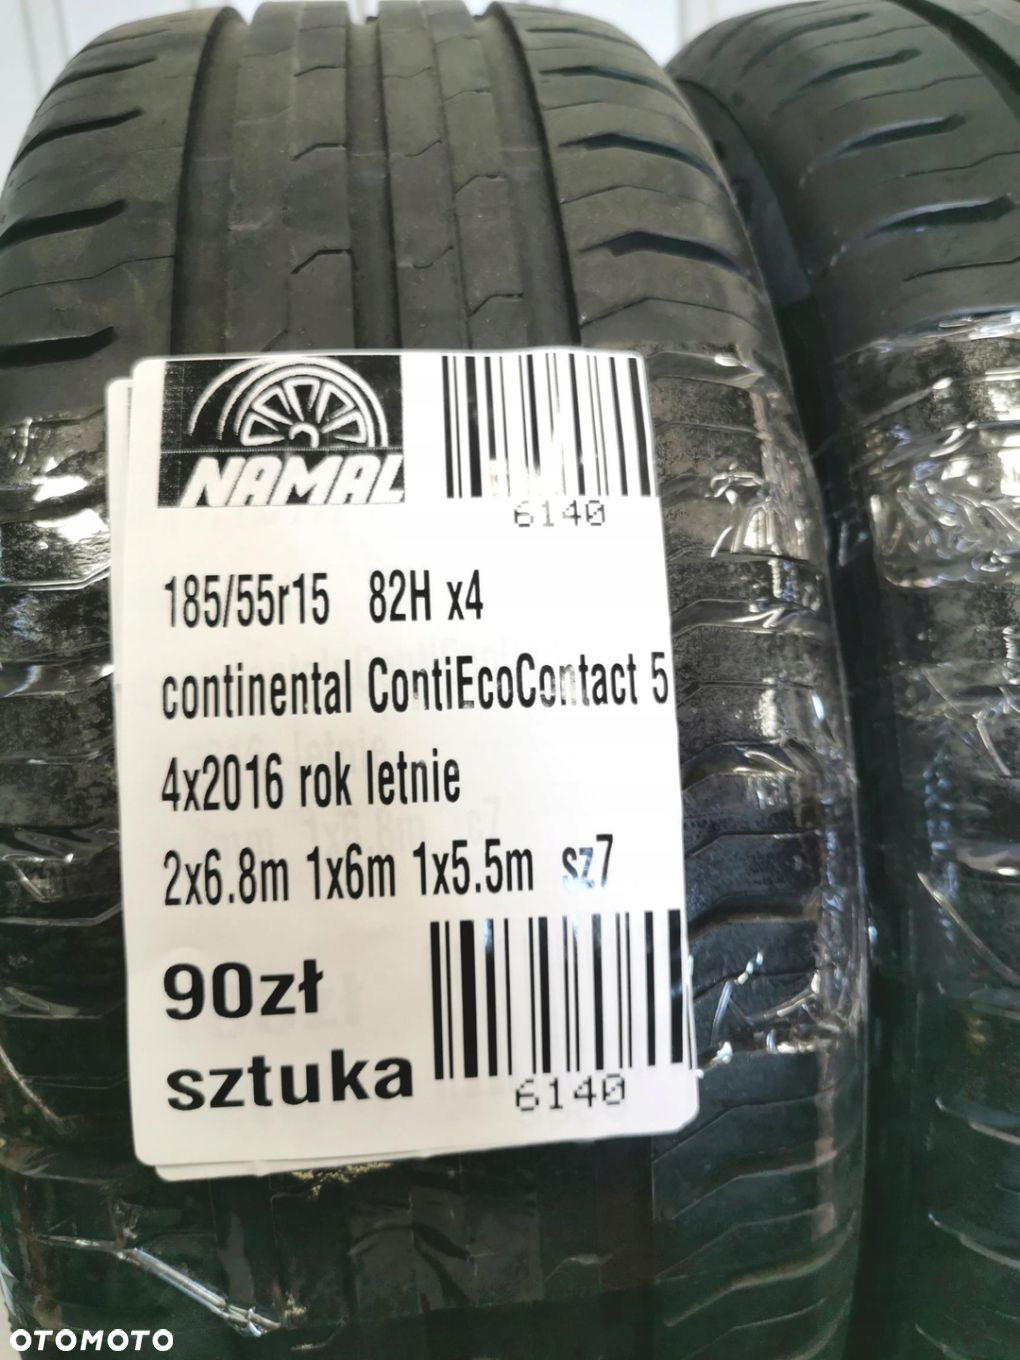 NAMAL
6140
185/55r15 82H x4
continental ContiEcoContact 5
4x2016 rok letnie
2x6.8m 1x6m 1x5.5m sz7
90zł
sztuka
6140
OTOMOTO